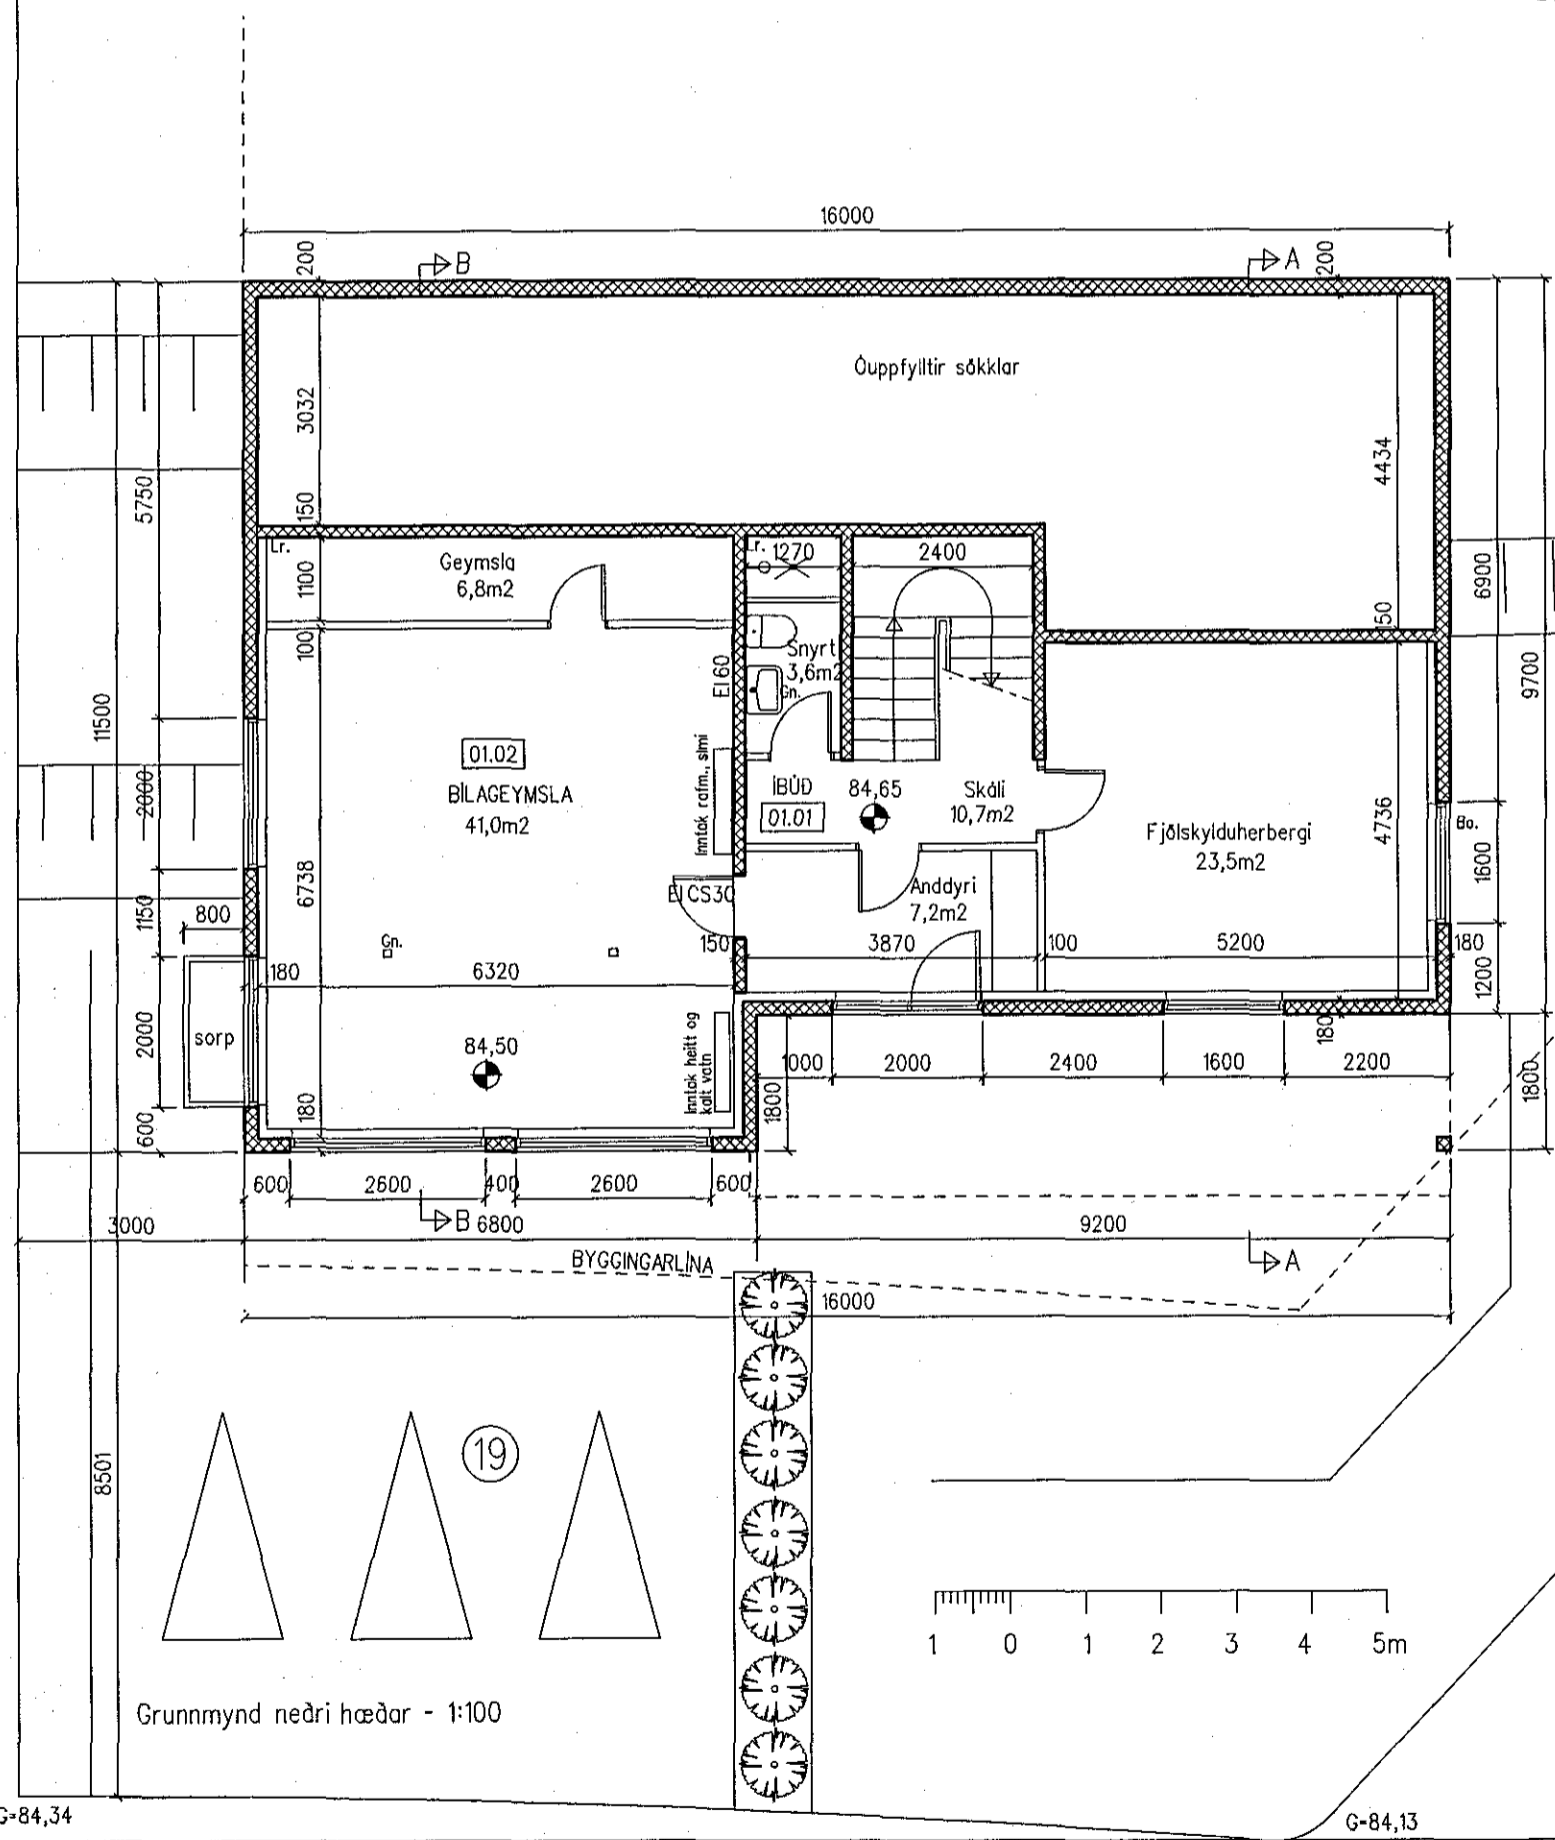 16000
200
B
A
200
Óuppfylltir sökklar
3032
4434
5750
150
Lr.
Lr.
1270
2400
Geymsla
6,8m2
1100
6900
150
100
Snyrt
3,6m2
Gn.
EI 60
9700
11500
01.02
BÍLAGEYMSLA
41,0m2
Inntak rafm., sími
ÍBÚÐ
01.01
84,65
Skáli
10,7m2
2000
Fjölskylduherbergi
23,5m2
4736
Ba.
1600
6738
EI CS30
Anddyri
7,2m2
1150
800
Gn.
150
3870
100
5200
180
180
6320
1200
sorp
2000
84,50
Inntak heitt og
kalt vatn
180
1000
2000
2400
1600
2200
1800
1800
180
600
600
2600
400
2600
600
3000
B
6800
9200
A
BYGGINGARLÍNA
16000
19
8501
1
0
1
2
3
4
5m
Grunnmynd neðri hæðar - 1:100
G=84,34
G=84,13